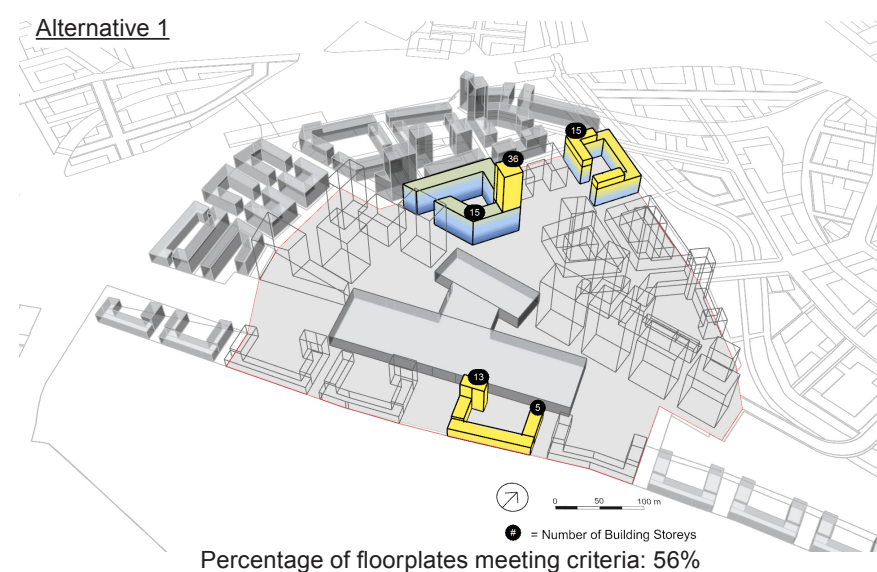 Alternative 1
15
36
15
13
5
0 50 100 m
# = Number of Building Storeys
Percentage of floorplates meeting criteria: 56%